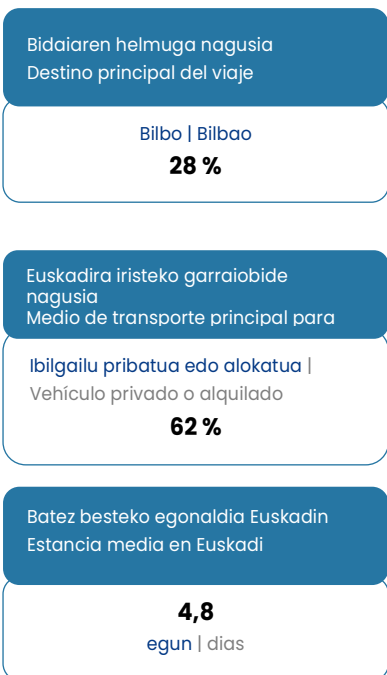 Bidaiaren helmuga nagusia
Destino principal del viaje
Bilbo | Bilbao
28 %
Euskadira iristeko garraiobide
nagusia
Medio de transporte principal para
Ibilgailu pribatua edo alokatua |
Vehículo privado o alquilado
62 %
Batez besteko egonaldia Euskadin
Estancia media en Euskadi
4,8
egun | dias